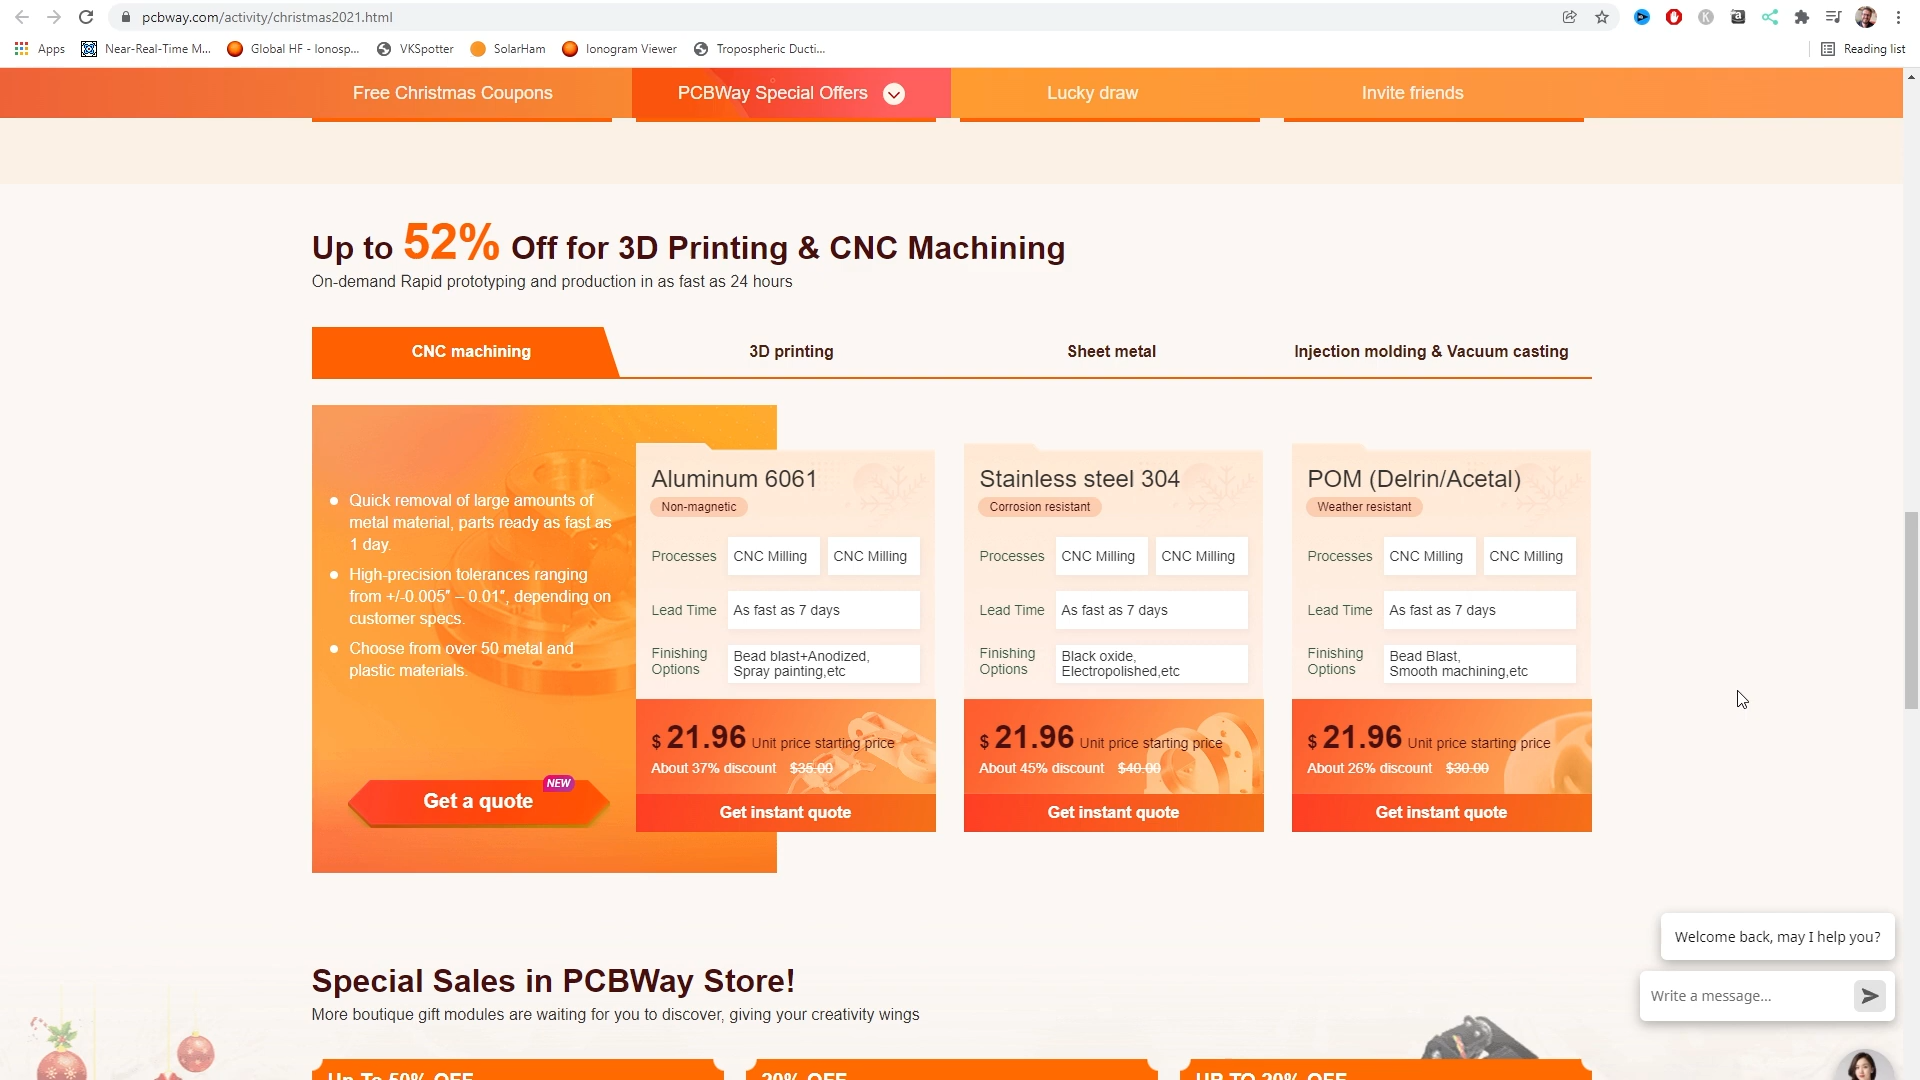 pcbway.com/activity/christmas2021.html
Apps
Near-Real-Time M...
Global HF - Ionosp...
VKSpotter
SolarHam
Ionogram Viewer
Tropospheric Ducti...
Reading list
Free Christmas Coupons
PCBWay Special Offers
Lucky draw
Invite friends
Up to 52% Off for 3D Printing & CNC Machining
On-demand Rapid prototyping and production in as fast as 24 hours
CNC machining
3D printing
Sheet metal
Injection molding & Vacuum casting
Quick removal of large amounts of
metal material, parts ready as fast as
1 day.
High-precision tolerances ranging
from +/-0.005″ – 0.01″, depending on
customer specs.
Choose from over 50 metal and
plastic materials.
NEW
Get a quote
Aluminum 6061
Non-magnetic
Processes CNC Milling CNC Milling
Lead Time As fast as 7 days
Finishing
Options
Bead blast+Anodized,
Spray painting,etc
$ 21.96 Unit price starting price
About 37% discount $35.00
Get instant quote
Stainless steel 304
Corrosion resistant
Processes CNC Milling CNC Milling
Lead Time As fast as 7 days
Finishing
Options
Black oxide,
Electropolished,etc
$ 21.96 Unit price starting price
About 45% discount $40.00
Get instant quote
POM (Delrin/Acetal)
Weather resistant
Processes CNC Milling CNC Milling
Lead Time As fast as 7 days
Finishing
Options
Bead Blast,
Smooth machining,etc
$ 21.96 Unit price starting price
About 26% discount $30.00
Get instant quote
Special Sales in PCBWay Store!
More boutique gift modules are waiting for you to discover, giving your creativity wings
Up To 50% OFF
20% OFF
UP TO 20% OFF
Welcome back, may I help you?
Write a message...